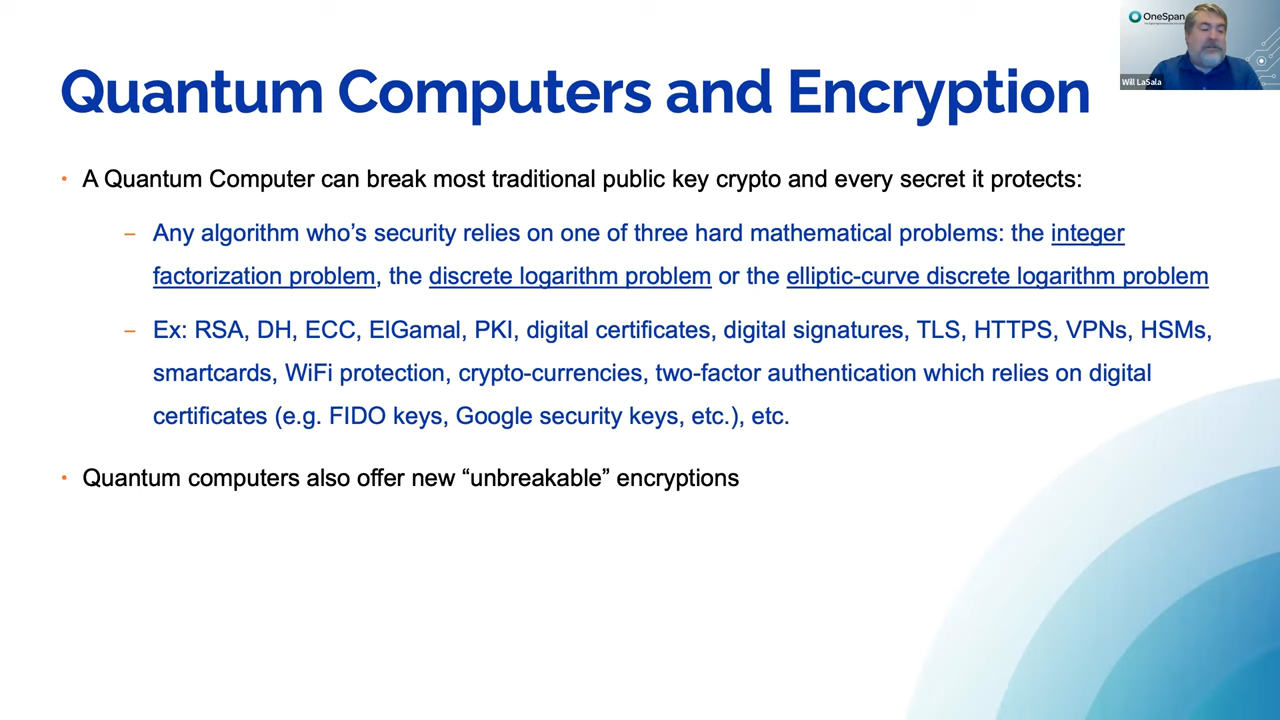 OneSpan
Will LaSala
Quantum Computers and Encryption
• A Quantum Computer can break most traditional public key crypto and every secret it protects:
– Any algorithm who’s security relies on one of three hard mathematical problems: the integer
factorization problem, the discrete logarithm problem or the elliptic-curve discrete logarithm problem
– Ex: RSA, DH, ECC, ElGamal, PKI, digital certificates, digital signatures, TLS, HTTPS, VPNs, HSMs,
smartcards, WiFi protection, crypto-currencies, two-factor authentication which relies on digital
certificates (e.g. FIDO keys, Google security keys, etc.), etc.
• Quantum computers also offer new “unbreakable” encryptions